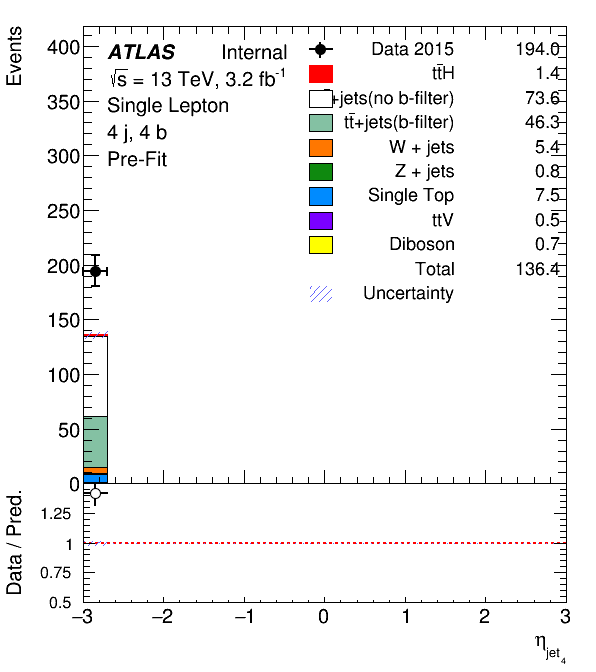 Events
400
350
300
250
200
150
100
50
0
ATLAS Internal
√s = 13 TeV, 3.2 fb⁻¹
Single Lepton
4 j, 4 b
Pre-Fit
Data 2015 194.0
tt̄H 1.4
+jets(no b-filter) 73.6
tt̄+jets(b-filter) 46.3
W + jets 5.4
Z + jets 0.8
Single Top 7.5
ttV 0.5
Diboson 0.7
Total 136.4
Uncertainty
Data / Pred.
1.25
1
0.75
0.5
−3 −2 −1 0 1 2 3
η_jet_4